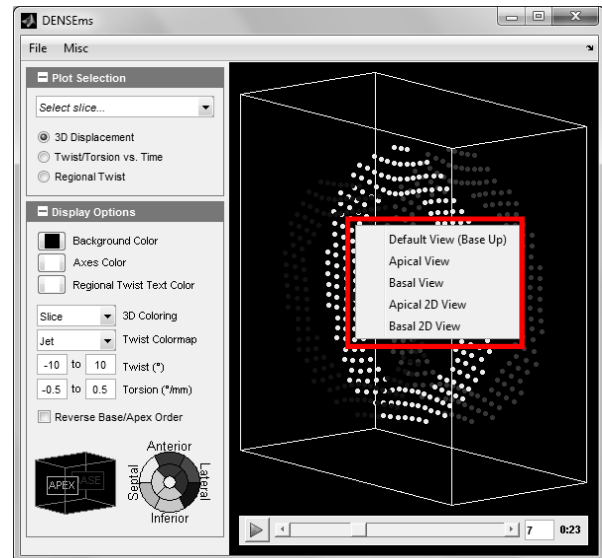 DENSEms
File Misc
Plot Selection
Select slice...
3D Displacement
Twist/Torsion vs. Time
Regional Twist
Display Options
Background Color
Axes Color
Regional Twist Text Color
Slice 3D Coloring
Jet Twist Colormap
-10 to 10 Twist (°)
-0.5 to 0.5 Torsion (°/mm)
Reverse Base/Apex Order
APEX
BASE
Anterior
Septal
Lateral
Inferior
Default View (Base Up)
Apical View
Basal View
Apical 2D View
Basal 2D View
7 0:23